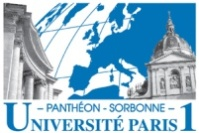 – PANTHÉON - SORBONNE –
UNIVERSITÉ PARIS 1